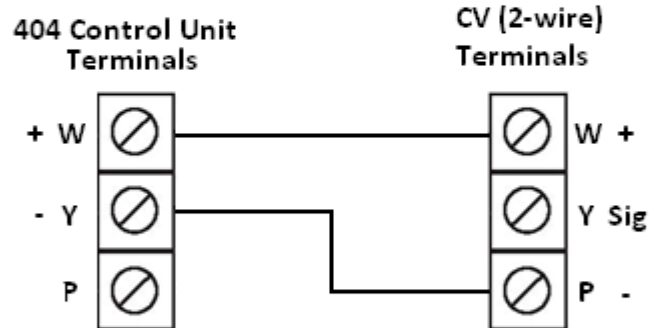 404 Control Unit
Terminals
CV (2-wire)
Terminals
+ W
W +
- Y
Y Sig
P
P -